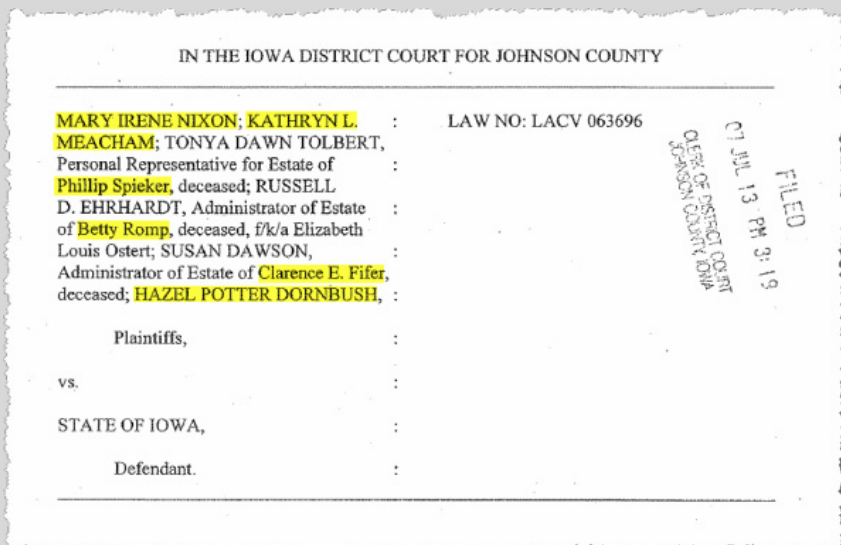 IN THE IOWA DISTRICT COURT FOR JOHNSON COUNTY
MARY IRENE NIXON; KATHRYN L. : LAW NO: LACV 063696
MEACHAM; TONYA DAWN TOLBERT,
Personal Representative for Estate of :
Phillip Spieker, deceased; RUSSELL
D. EHRHARDT, Administrator of Estate :
of Betty Romp, deceased, f/k/a Elizabeth
Louis Ostert; SUSAN DAWSON, :
Administrator of Estate of Clarence E. Fifer,
deceased; HAZEL POTTER DORNBUSH, :
Plaintiffs, :
vs. :
STATE OF IOWA, :
Defendant. :
FILED
07 JUL 13 PM 3:19
CLERK OF DISTRICT COURT
JOHNSON COUNTY, IOWA